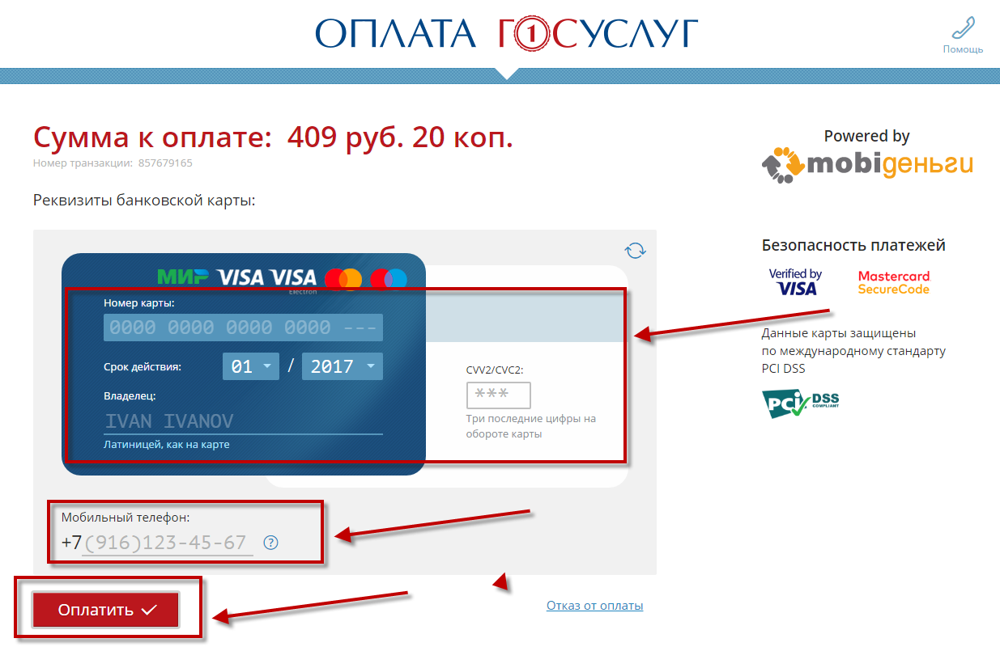 ОПЛАТА ГОСУСЛУГ
1
Помощь
Сумма к оплате: 409 руб. 20 коп.
Номер транзакции: 857679165
Реквизиты банковской карты:
МИР VISA VISA
Electron
Номер карты:
0000 0000 0000 0000 ---
Срок действия: 01 / 2017
Владелец:
IVAN IVANOV
Латиницей, как на карте
CVV2/CVC2:
***
Три последние цифры на
обороте карты
Мобильный телефон:
+7 (916)123-45-67 ?
Оплатить
Отказ от оплаты
Powered by
mobiденьги
Безопасность платежей
Verified by
VISA
Mastercard
SecureCode
Данные карты защищены
по международному стандарту
PCI DSS
PCI DSS
COMPLIANT